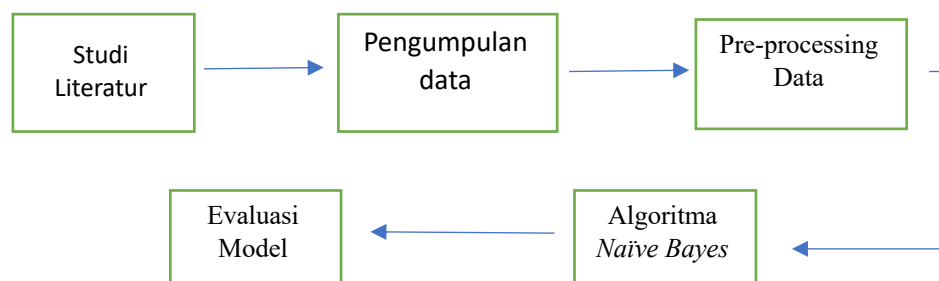 Studi
Literatur
Pengumpulan
data
Pre-processing
Data
Evaluasi
Model
Algoritma
Naïve Bayes